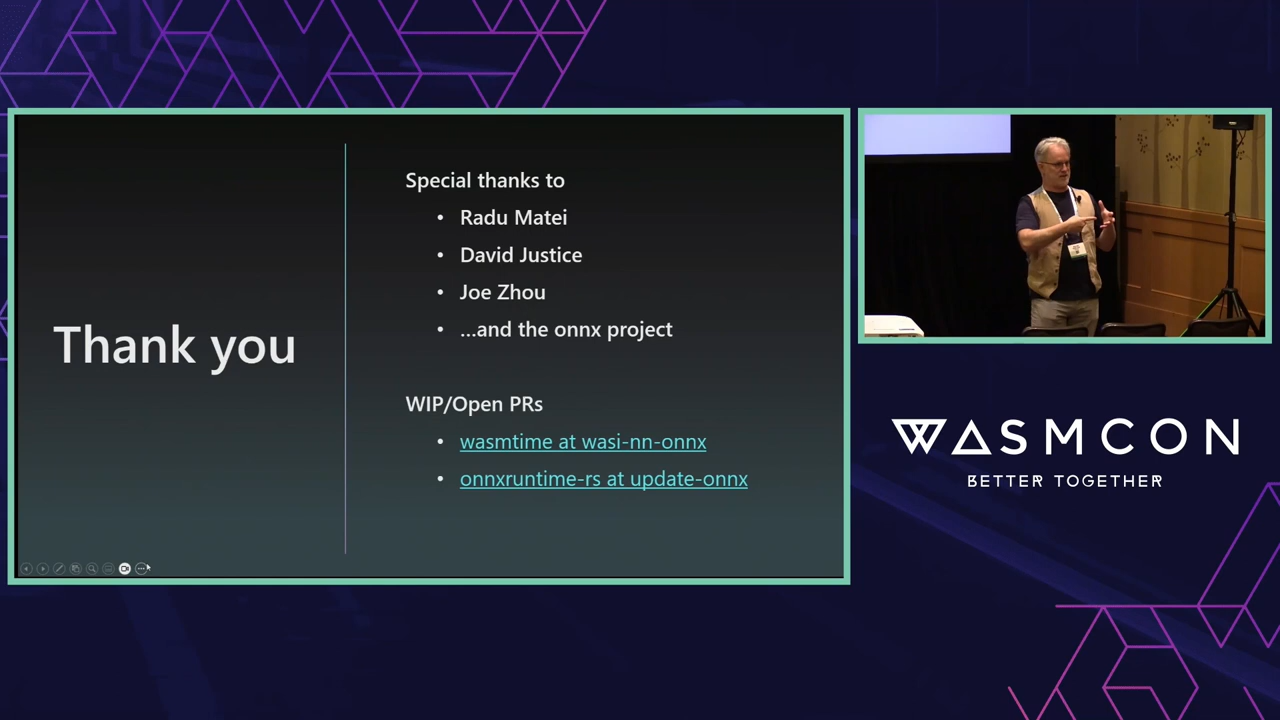 Thank you
Special thanks to
• Radu Matei
• David Justice
• Joe Zhou
• ...and the onnx project
WIP/Open PRs
• wasmtime at wasi-nn-onnx
• onnxruntime-rs at update-onnx
WASMCON
BETTER TOGETHER